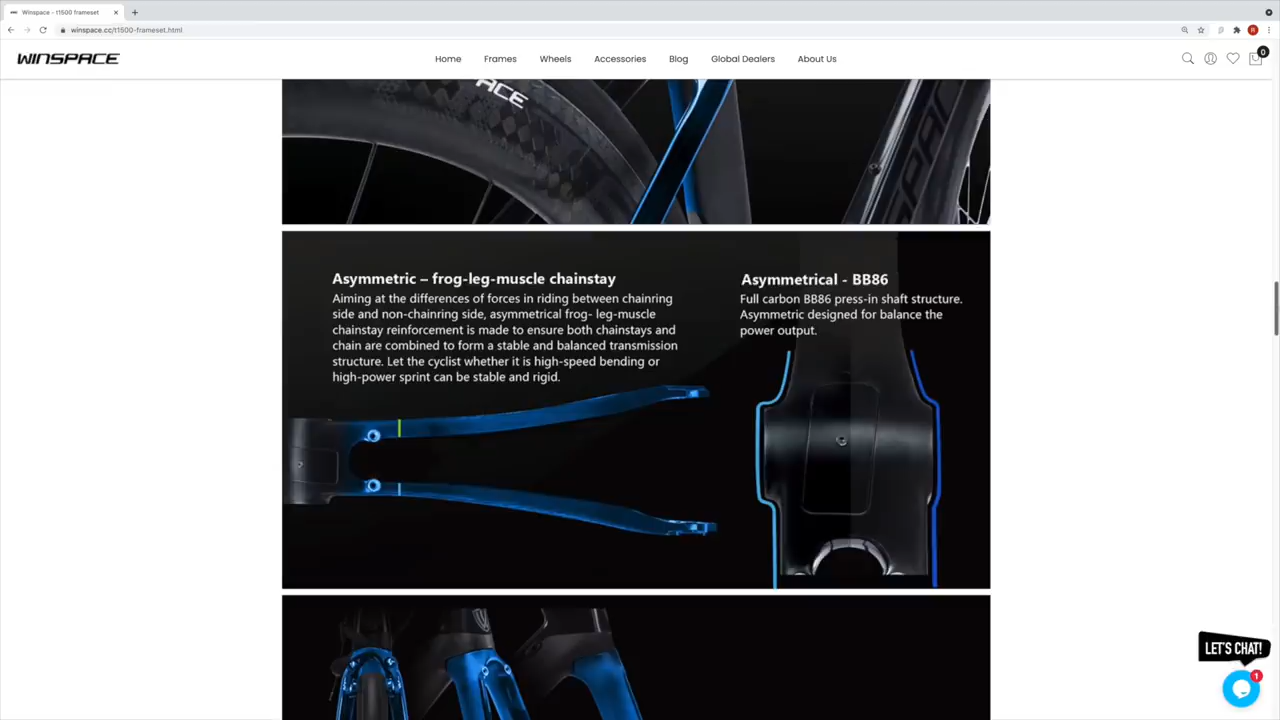 Winspace - t1500 frameset
winspace.cc/t1500-frameset.html
R
WINSPACE
Home
Frames
Wheels
Accessories
Blog
Global Dealers
About Us
0
ACE
Asymmetric – frog-leg-muscle chainstay
Aiming at the differences of forces in riding between chainring
side and non-chainring side, asymmetrical frog- leg-muscle
chainstay reinforcement is made to ensure both chainstays and
chain are combined to form a stable and balanced transmission
structure. Let the cyclist whether it is high-speed bending or
high-power sprint can be stable and rigid.
Asymmetrical - BB86
Full carbon BB86 press-in shaft structure.
Asymmetric designed for balance the
power output.
LET'S CHAT!
1